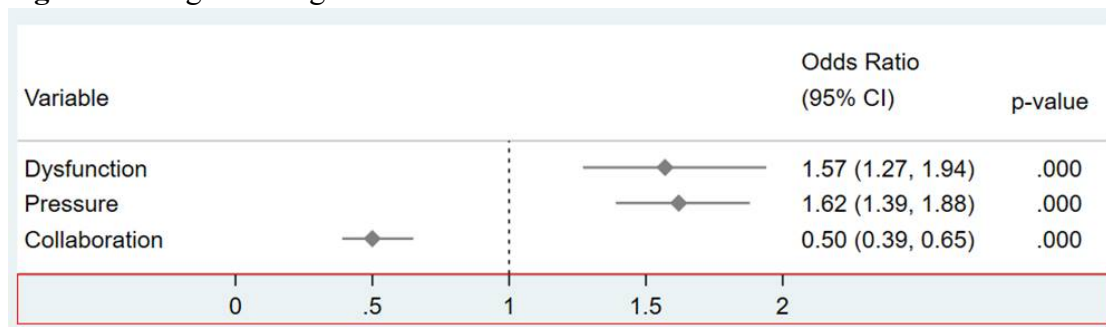 Odds Ratio
Variable (95% CI) p-value
Dysfunction 1.57 (1.27, 1.94) .000
Pressure 1.62 (1.39, 1.88) .000
Collaboration 0.50 (0.39, 0.65) .000
0 .5 1 1.5 2